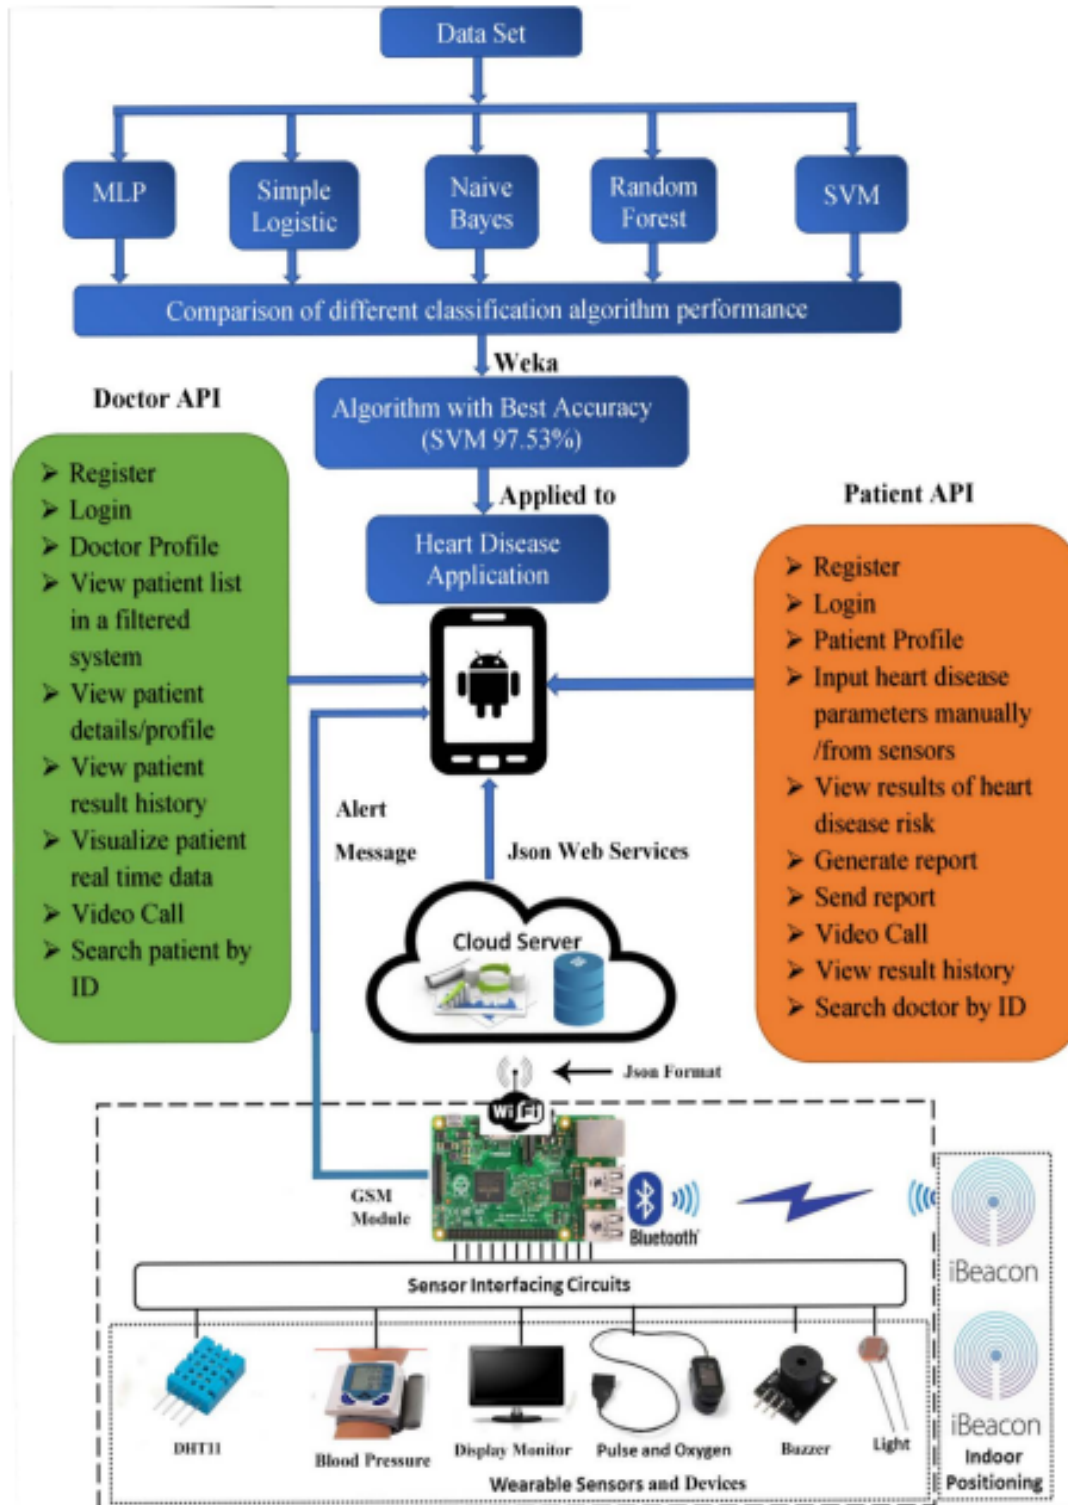 Data Set
MLP
Simple
Logistic
Naive
Bayes
Random
Forest
SVM
Comparison of different classification algorithm performance
Weka
Algorithm with Best Accuracy
(SVM 97.53%)
Applied to
Heart Disease
Application
Doctor API
➢ Register
➢ Login
➢ Doctor Profile
➢ View patient list
in a filtered
system
➢ View patient
details/profile
➢ View patient
result history
➢ Visualize patient
real time data
➢ Video Call
➢ Search patient by
ID
Patient API
➢ Register
➢ Login
➢ Patient Profile
➢ Input heart disease
parameters manually
/from sensors
➢ View results of heart
disease risk
➢ Generate report
➢ Send report
➢ Video Call
➢ View result history
➢ Search doctor by ID
Alert
Message
Json Web Services
Cloud Server
Json Format
WiFi
GSM
Module
Bluetooth
iBeacon
Sensor Interfacing Circuits
iBeacon
Indoor
Positioning
DHT11
Blood Pressure
Display Monitor
Pulse and Oxygen
Buzzer
Light
Wearable Sensors and Devices